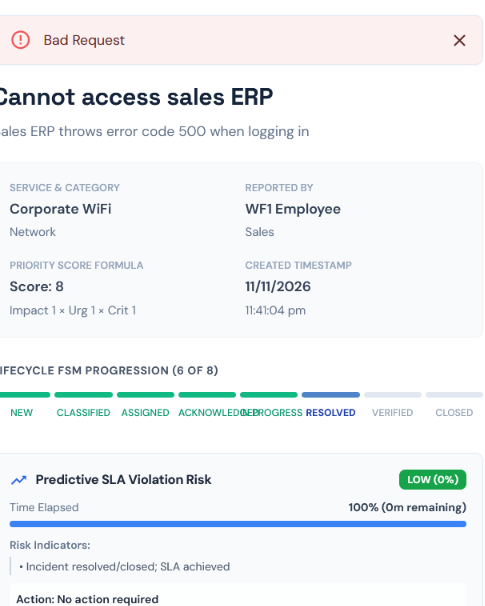 Bad Request
Cannot access sales ERP
Sales ERP throws error code 500 when logging in
SERVICE & CATEGORY
Corporate WiFi
Network
REPORTED BY
WF1 Employee
Sales
PRIORITY SCORE FORMULA
Score: 8
Impact 1 × Urg 1 × Crit 1
CREATED TIMESTAMP
11/11/2026
11:41:04 pm
LIFECYCLE FSM PROGRESSION (6 OF 8)
NEW
CLASSIFIED
ASSIGNED
ACKNOWLEDGED
IN PROGRESS
RESOLVED
VERIFIED
CLOSED
Predictive SLA Violation Risk
LOW (0%)
Time Elapsed
100% (0m remaining)
Risk Indicators:
• Incident resolved/closed; SLA achieved
Action: No action required